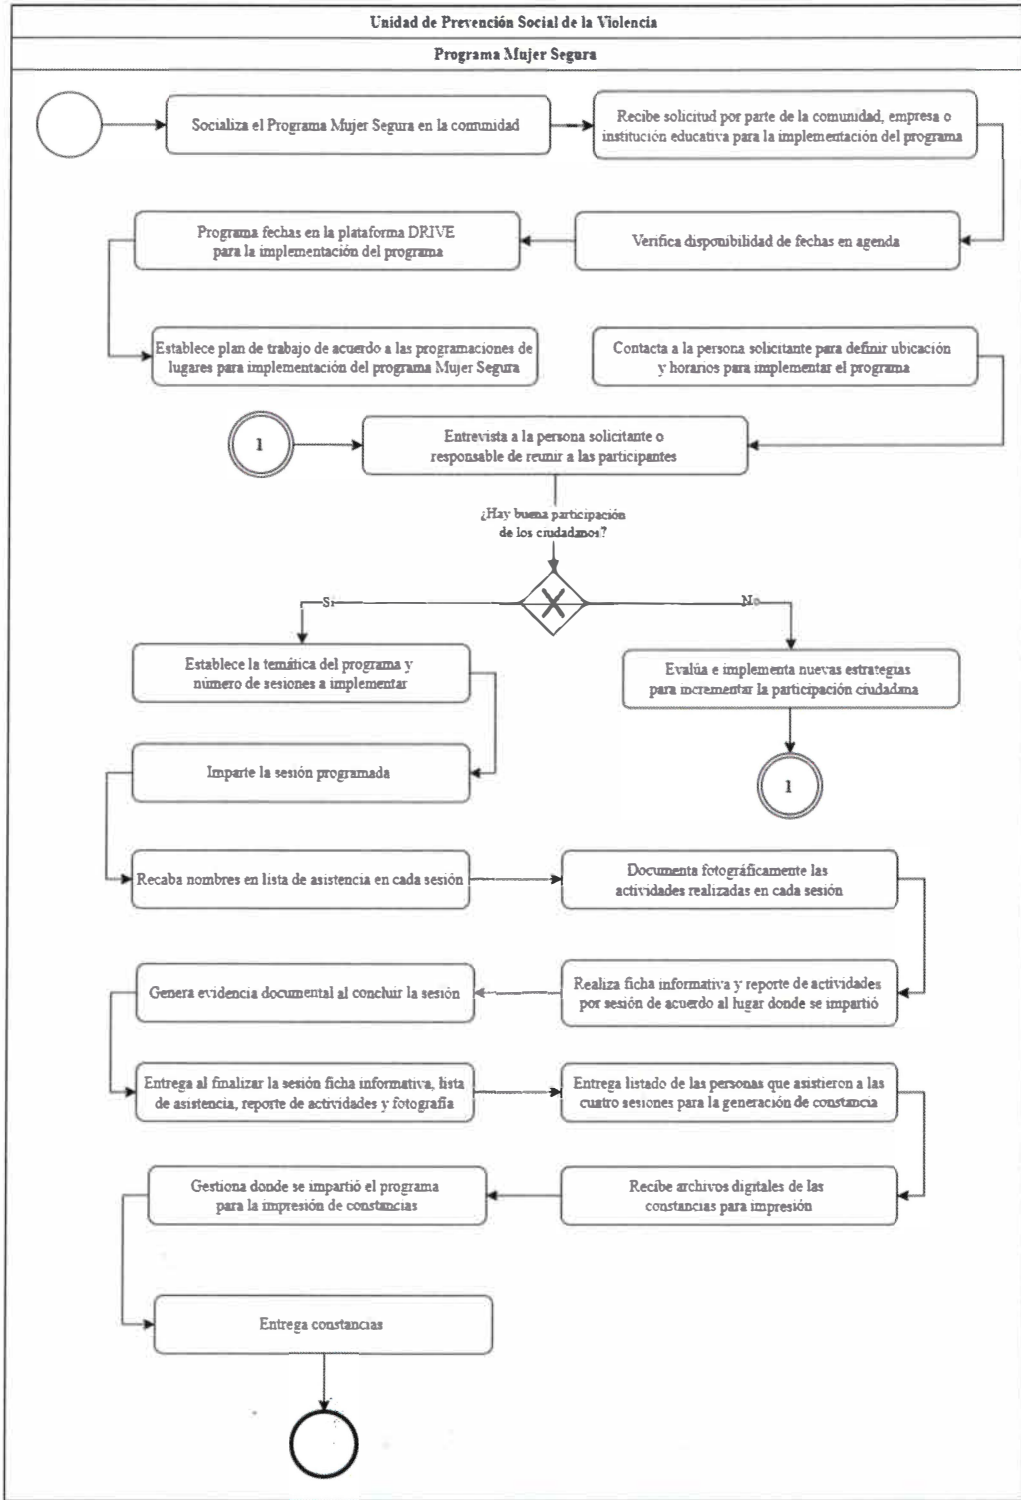 Unidad de Prevención Social de la Violencia
Programa Mujer Segura
Socializa el Programa Mujer Segura en la comunidad
Recibe solicitud por parte de la comunidad, empresa o
institución educativa para la implementación del programa
Verifica disponibilidad de fechas en agenda
Programa fechas en la plataforma DRIVE
para la implementación del programa
Establece plan de trabajo de acuerdo a las programaciones de
lugares para implementación del programa Mujer Segura
Contacta a la persona solicitante para definir ubicación
y horarios para implementar el programa
1
Entrevista a la persona solicitante o
responsable de reunir a las participantes
¿Hay buena participación
de los ciudadanos?
Si
No
Establece la temática del programa y
número de sesiones a implementar
Evalúa e implementa nuevas estrategias
para incrementar la participación ciudadana
Imparte la sesión programada
1
Recaba nombres en lista de asistencia en cada sesión
Documenta fotográficamente las
actividades realizadas en cada sesión
Realiza ficha informativa y reporte de actividades
por sesión de acuerdo al lugar donde se impartió
Genera evidencia documental al concluir la sesión
Entrega al finalizar la sesión ficha informativa, lista
de asistencia, reporte de actividades y fotografía
Entrega listado de las personas que asistieron a las
cuatro sesiones para la generación de constancia
Recibe archivos digitales de las
constancias para impresión
Gestiona donde se impartió el programa
para la impresión de constancias
Entrega constancias